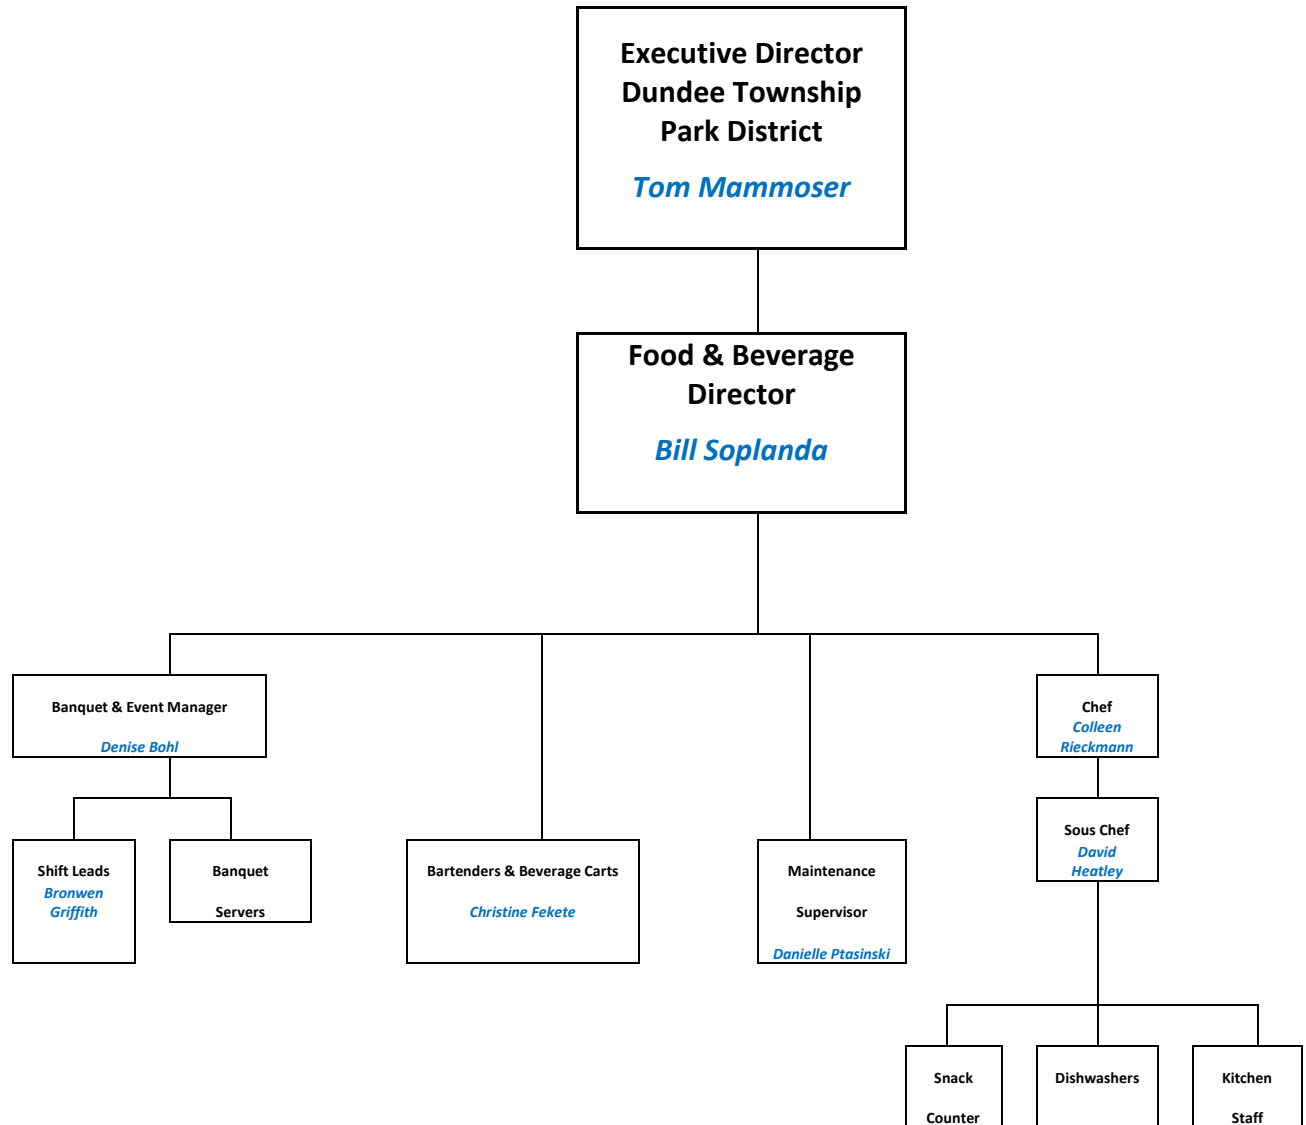 Executive Director
Dundee Township
Park District
Tom Mammoser
Food & Beverage
Director
Bill Soplanda
Banquet & Event Manager
Denise Bohl
Chef
Colleen
Rieckmann
Sous Chef
David
Heatley
Shift Leads
Bronwen
Griffith
Banquet
Servers
Bartenders & Beverage Carts
Christine Fekete
Maintenance
Supervisor
Danielle Ptasinski
Snack
Counter
Dishwashers
Kitchen
Staff